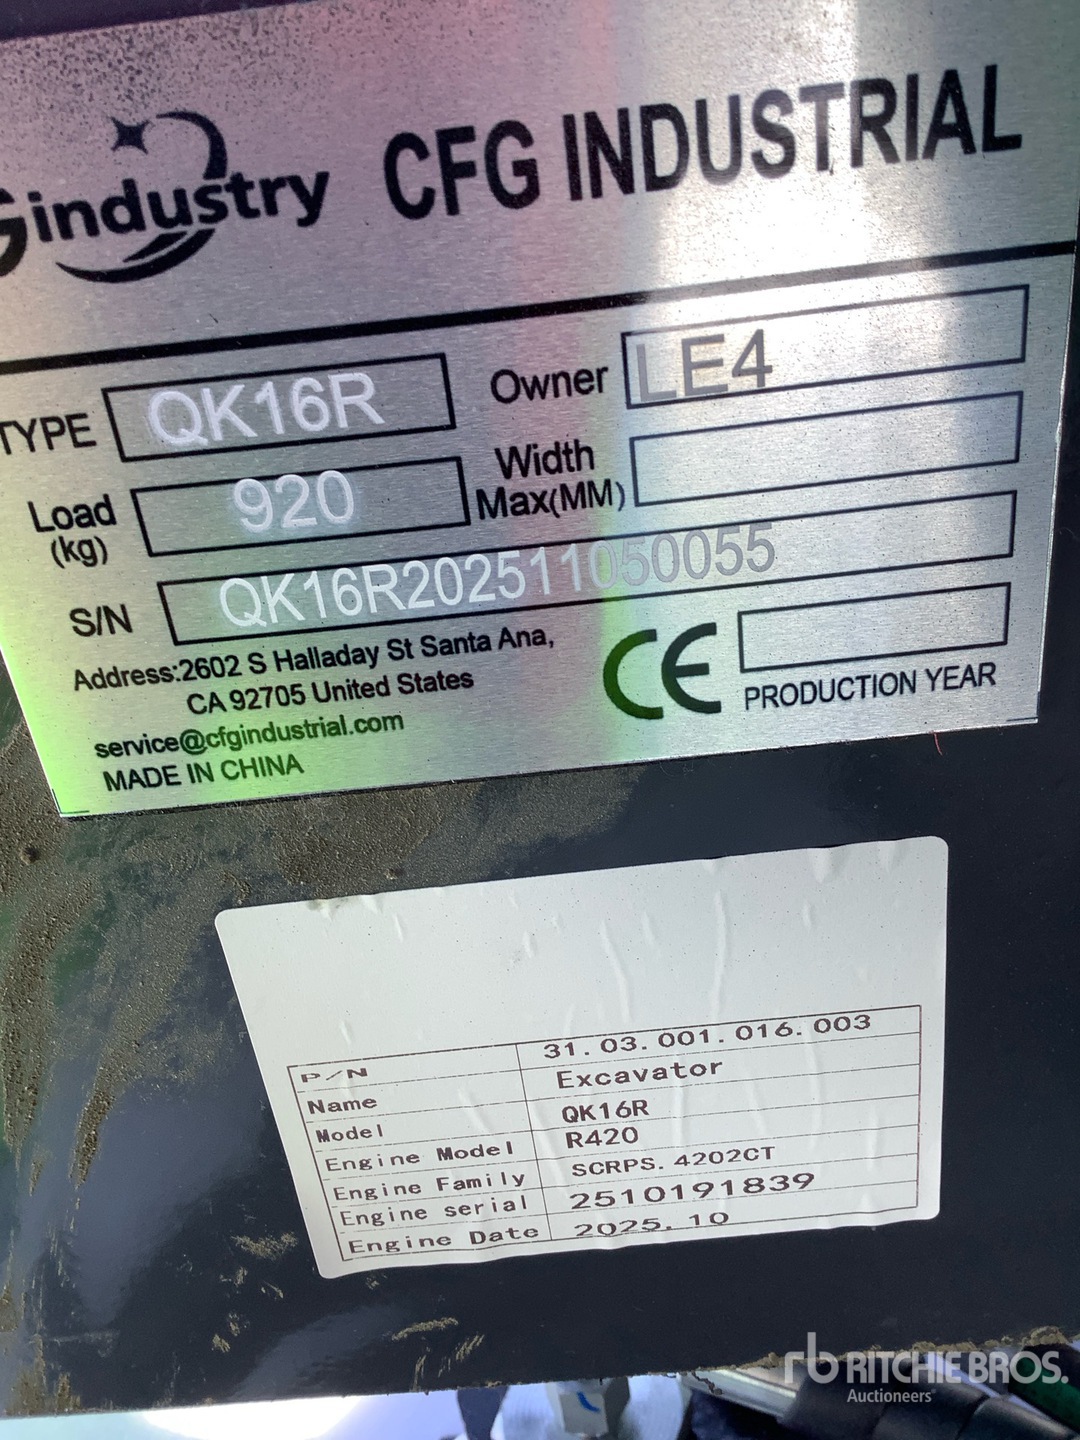 Gindustry CFG INDUSTRIAL
TYPE QK16R Owner LE4
Load (kg) 920 Width Max(MM)
S/N QK16R202511050055
Address:2602 S Halladay St Santa Ana,
CA 92705 United States
service@cfgindustrial.com
MADE IN CHINA
CE PRODUCTION YEAR
P/N 31.03.001.016.003
Name Excavator
Model QK16R
Engine Model R420
Engine Family SCRPS.4202CT
Engine serial 2510191839
Engine Date 2025.10
rb RITCHIE BROS.
Auctioneers